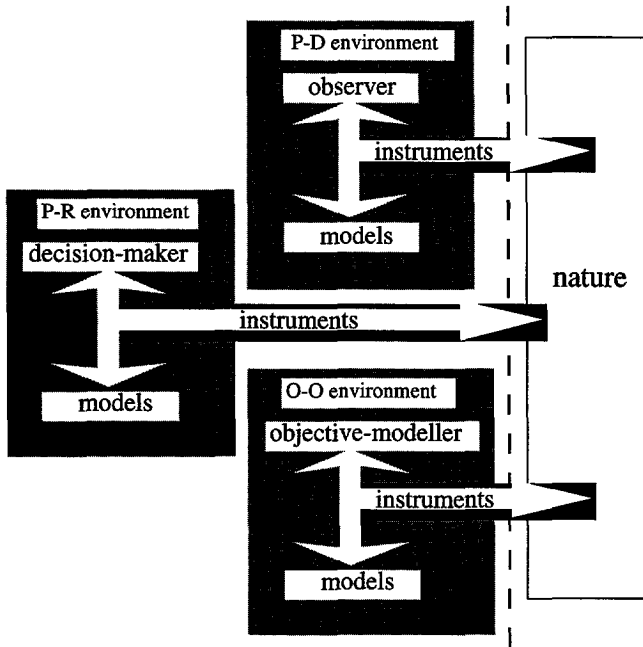 P-D environment
observer
instruments
models
P-R environment
decision-maker
instruments
models
nature
O-O environment
objective-modeller
instruments
models